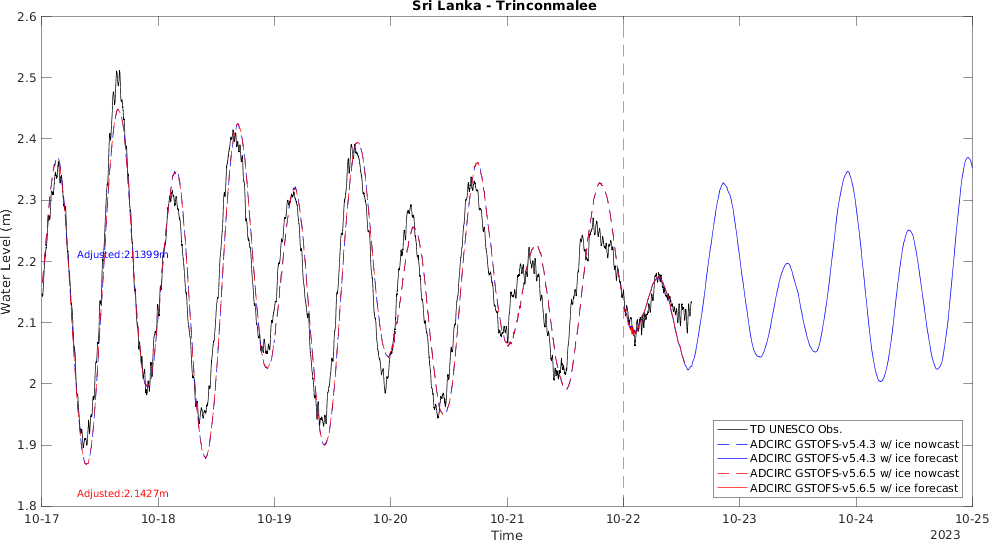 Sri Lanka - Trinconmalee
2.6
2.5
2.4
2.3
2.2
2.1
2
1.9
1.8
Water Level (m)
Adjusted:2.1399m
Adjusted:2.1427m
TD UNESCO Obs.
ADCIRC GSTOFS-v5.4.3 w/ ice nowcast
ADCIRC GSTOFS-v5.4.3 w/ ice forecast
ADCIRC GSTOFS-v5.6.5 w/ ice nowcast
ADCIRC GSTOFS-v5.6.5 w/ ice forecast
10-17 10-18 10-19 10-20 10-21 10-22 10-23 10-24 10-25
Time
2023